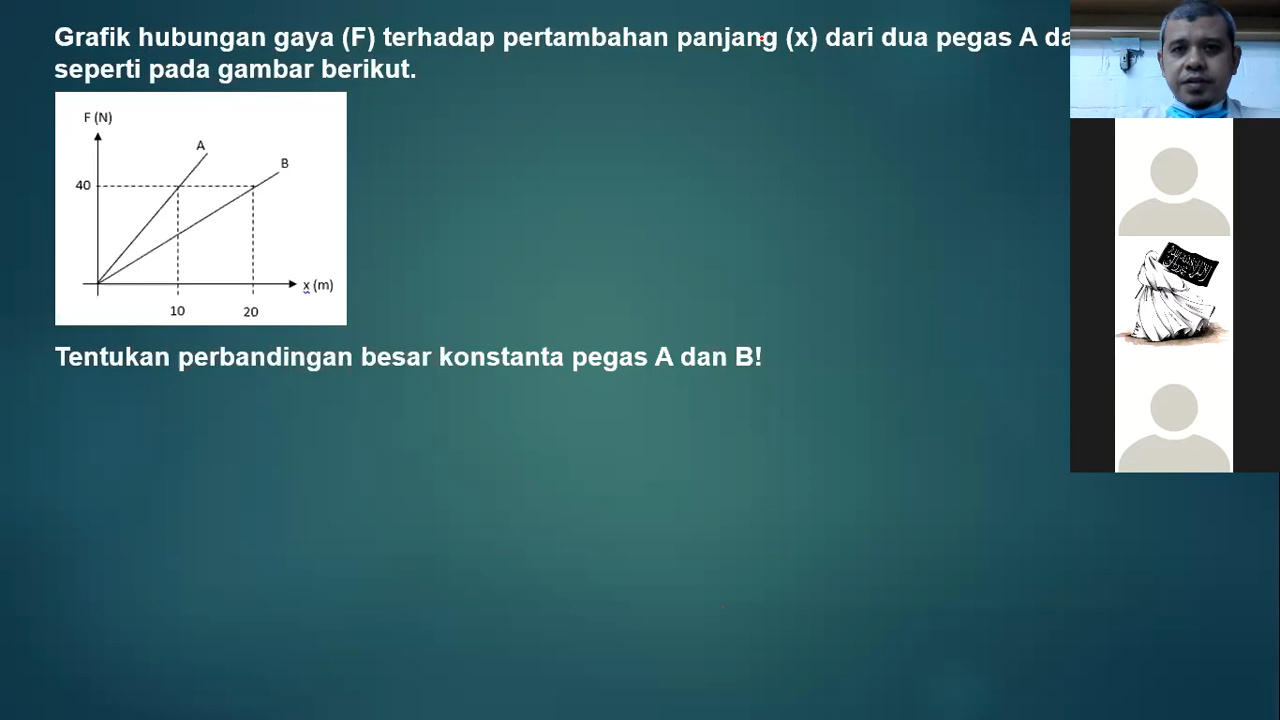 Grafik hubungan gaya (F) terhadap pertambahan panjang (x) dari dua pegas A da
seperti pada gambar berikut.
F (N)
A
B
40
x (m)
10
20
Tentukan perbandingan besar konstanta pegas A dan B!